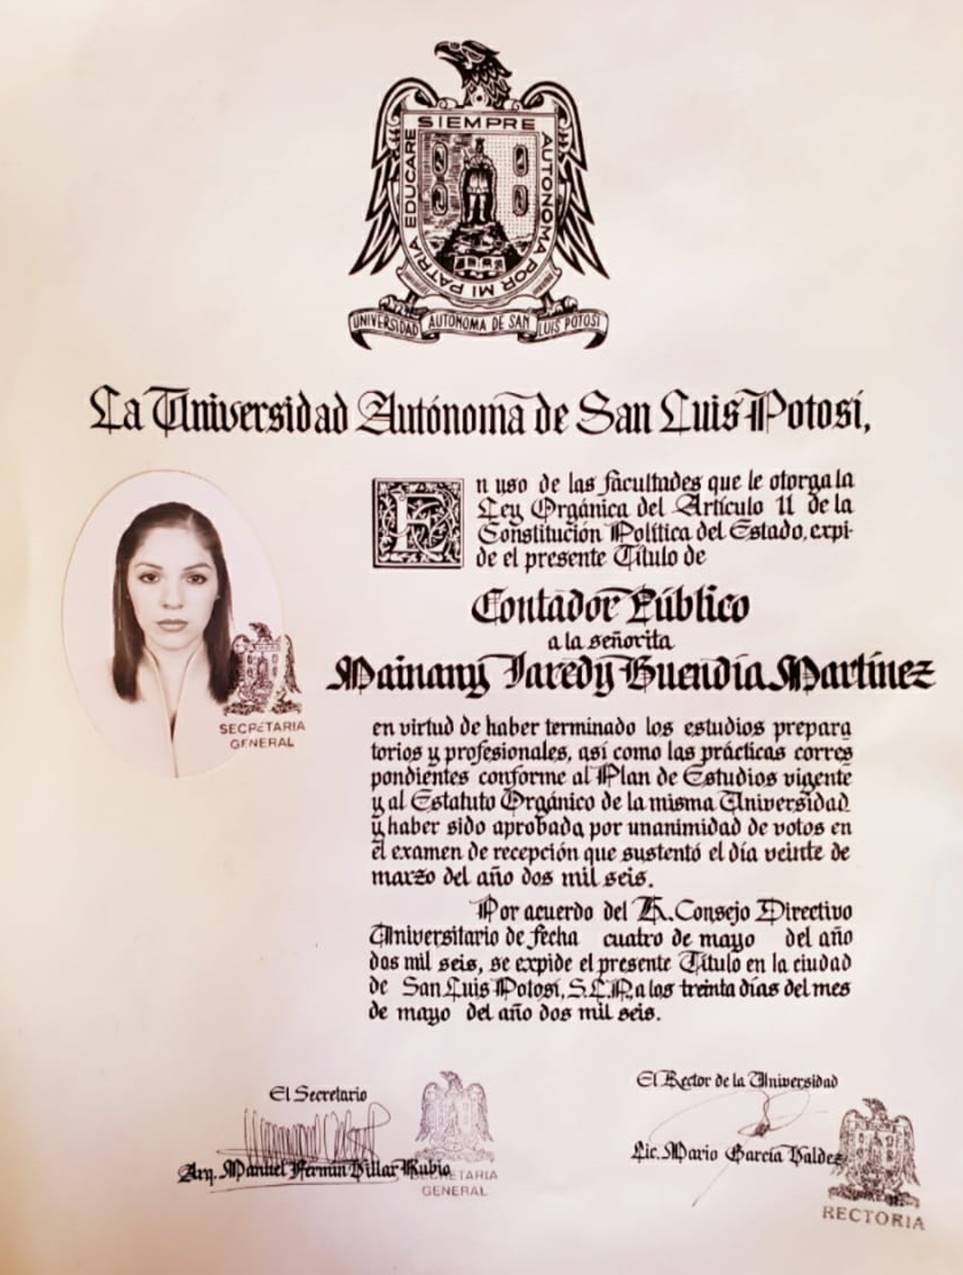 SIEMPRE AUTONOMA POR MI PATRIA EDUCARE
UNIVERSIDAD AUTONOMA DE SAN LUIS POTOSI
La Universidad Autónoma de San Luis Potosí,
En uso de las facultades que le otorga la
Ley Orgánica del Artículo 11 de la
Constitución Política del Estado, expi-
de el presente Título de
Contador Público
a la señorita
Mainany Jaredy Buendía Martínez
en virtud de haber terminado los estudios prepara
torios y profesionales, así como las prácticas corres
pondientes conforme al Plan de Estudios vigente
y al Estatuto Orgánico de la misma Universidad
y haber sido aprobada por unanimidad de votos en
el examen de recepción que sustentó el día veinte de
marzo del año dos mil seis.
Por acuerdo del H. Consejo Directivo
Universitario de fecha cuatro de mayo del año
dos mil seis, se expide el presente Título en la ciudad
de San Luis Potosí, S.L.P. a los treinta días del mes
de mayo del año dos mil seis.
SECRETARIA
GENERAL
El Secretario
Arq. Manuel Fermín Villar Rubio
SECRETARIA
GENERAL
El Rector de la Universidad
Lic. Mario García Valdez
RECTORIA